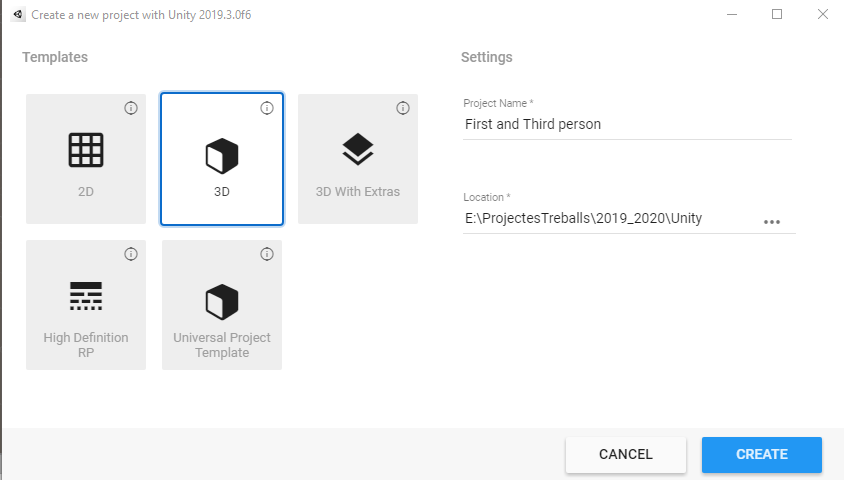 Create a new project with Unity 2019.3.0f6
Templates
2D
3D
3D With Extras
High Definition
RP
Universal Project
Template
Settings
Project Name *
First and Third person
Location *
E:\ProjectesTreballs\2019_2020\Unity
CANCEL
CREATE